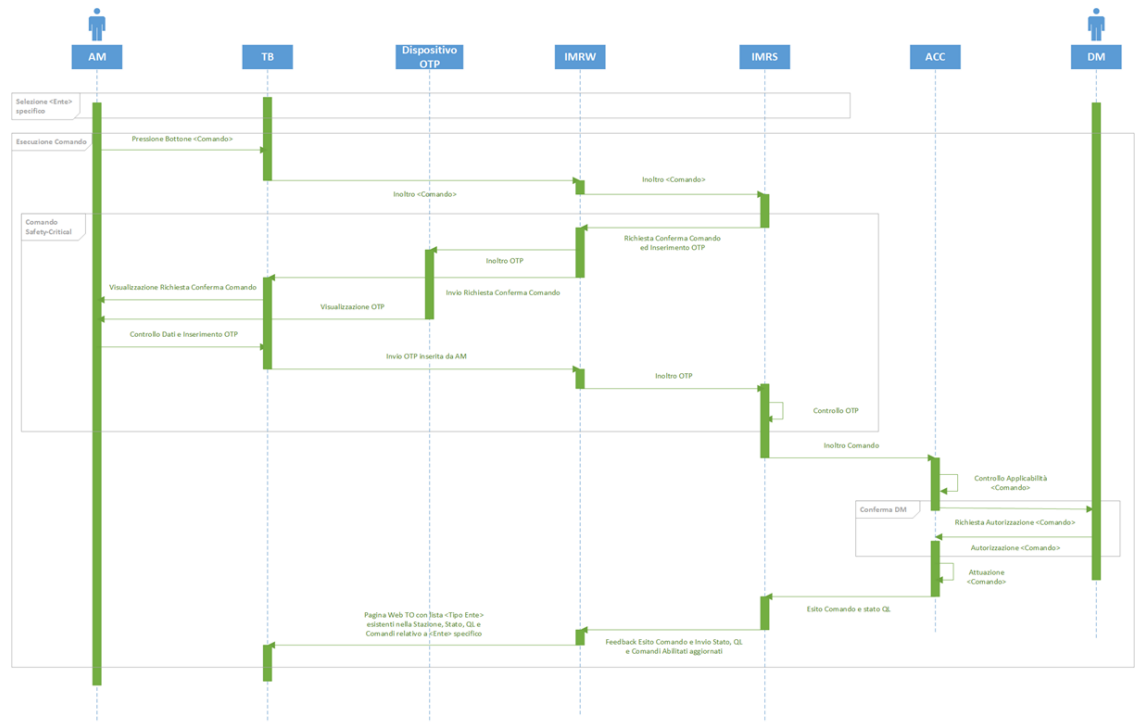 AM
TB
Dispositivo
OTP
IMRW
IMRS
ACC
DM
Selezione <Ente>
specifico
Esecuzione Comando
Pressione Bottone <Comando>
Inoltro <Comando>
Inoltro <Comando>
Comando
Safety-Critical
Richiesta Conferma Comando
ed Inserimento OTP
Inoltro OTP
Invio Richiesta Conferma Comando
Visualizzazione Richiesta Conferma Comando
Visualizzazione OTP
Controllo Dati e Inserimento OTP
Invio OTP inserita da AM
Inoltro OTP
Controllo OTP
Inoltro Comando
Controllo Applicabilità
<Comando>
Conferma DM
Richiesta Autorizzazione <Comando>
Autorizzazione <Comando>
Attuazione
<Comando>
Esito Comando e stato QL
Pagina Web TO con lista <Tipo Ente>
esistenti nella Stazione, Stato, QL e
Comandi relativo a <Ente> specifico
Feedback Esito Comando e Invio Stato, QL
e Comandi Abilitati aggiornati